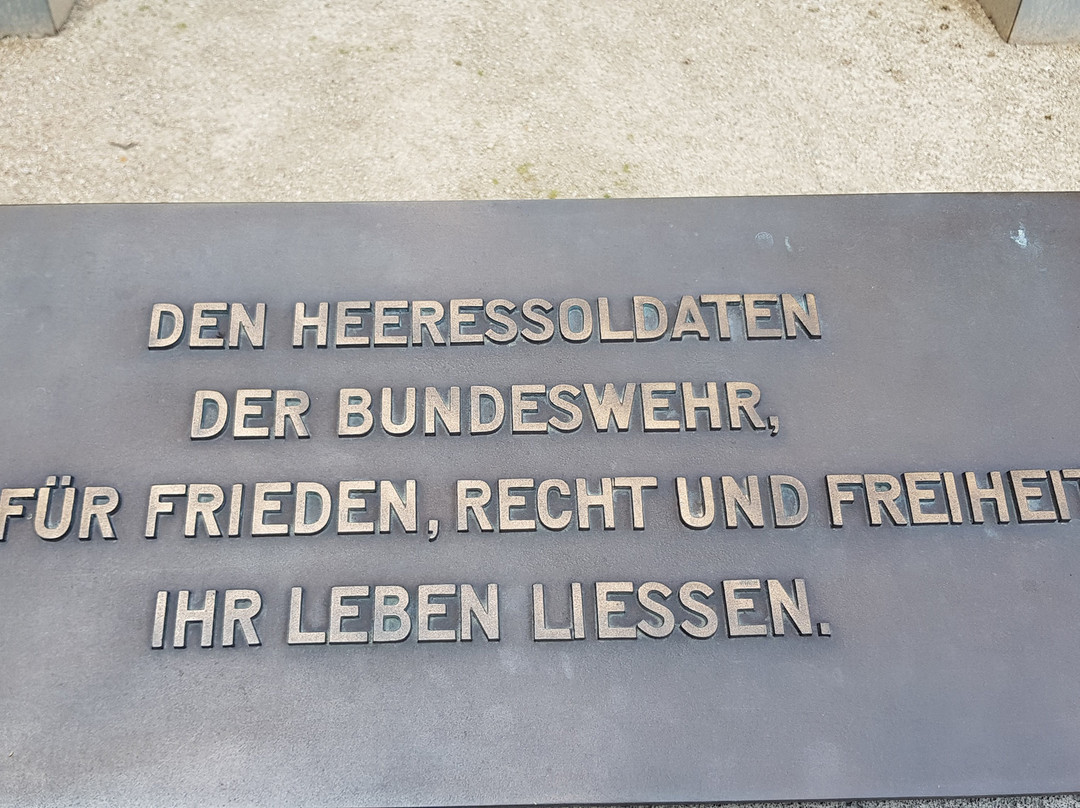 DEN HEERESSOLDATEN
DER BUNDESWEHR,
FÜR FRIEDEN, RECHT UND FREIHEIT
IHR LEBEN LIESSEN.